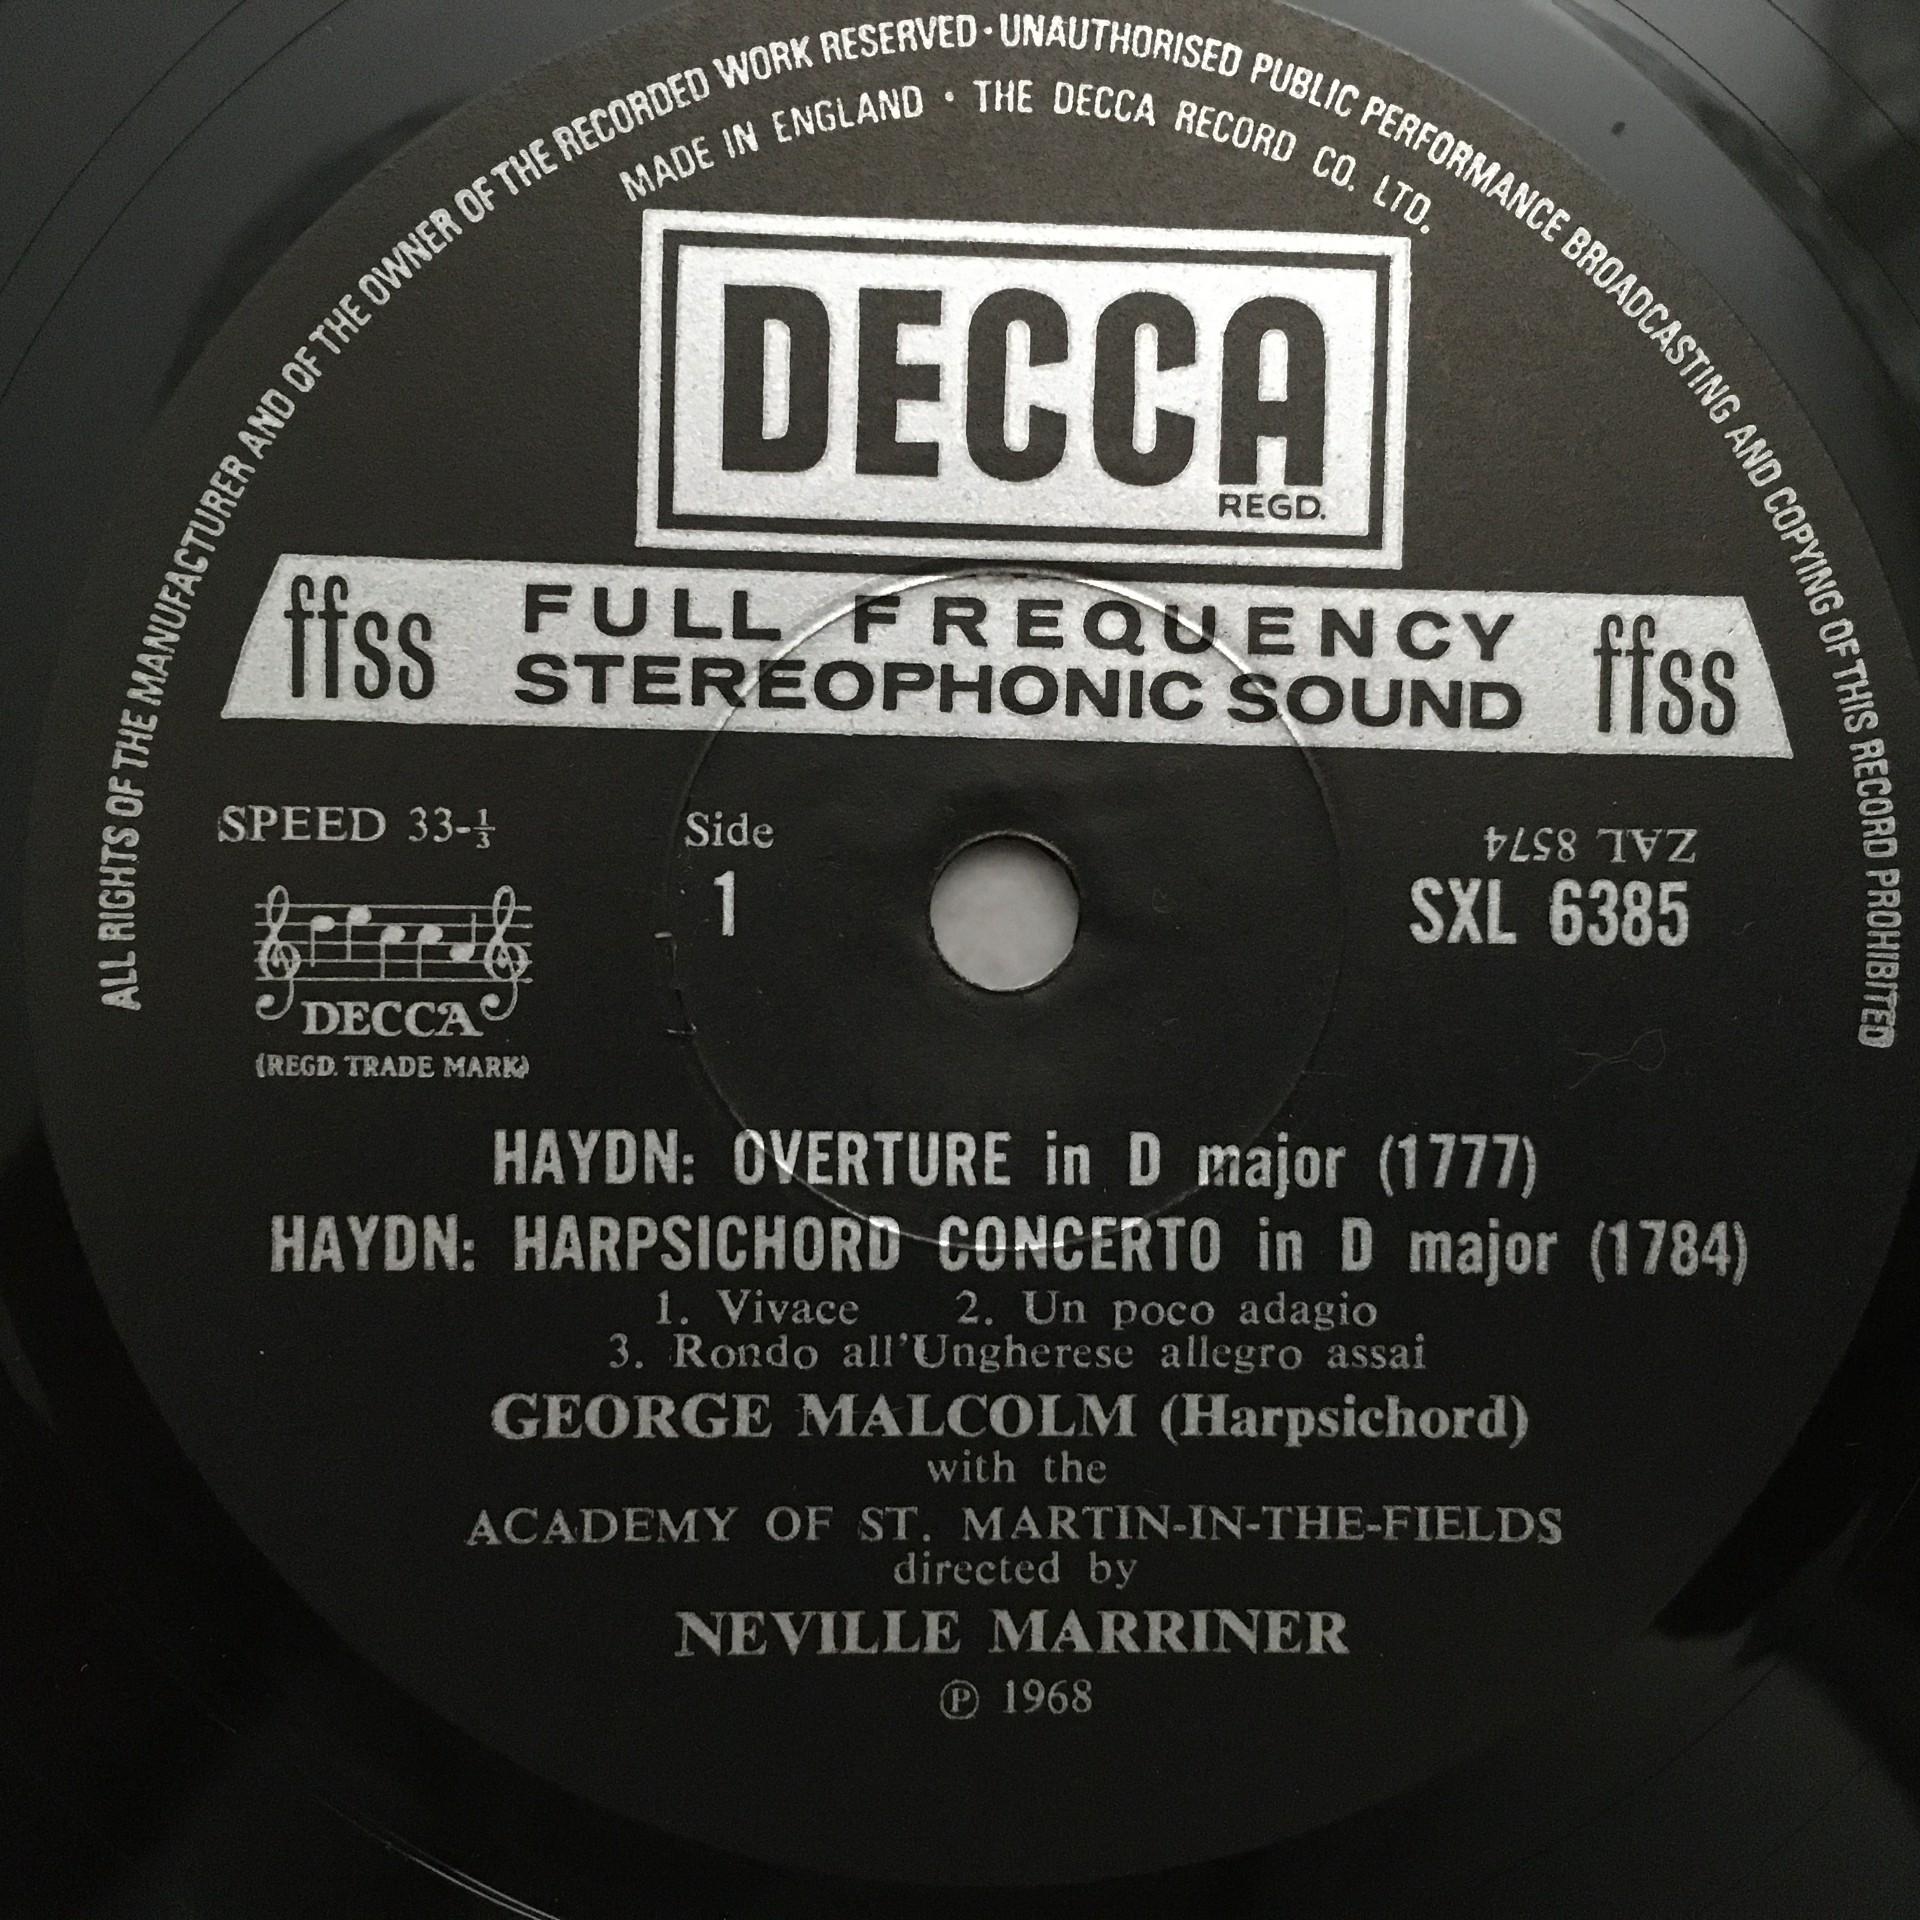 ALL RIGHTS OF THE MANUFACTURER AND OF THE OWNER OF THE RECORDED WORK RESERVED · UNAUTHORISED PUBLIC PERFORMANCE BROADCASTING AND COPYING OF THIS RECORD PROHIBITED
MADE IN ENGLAND · THE DECCA RECORD CO. LTD.
DECCA
REGD.
ffss FULL FREQUENCY ffss
STEREOPHONIC SOUND
SPEED 33-⅓
Side
1
ZAL 8574
SXL 6385
DECCA
(REGD. TRADE MARK)
HAYDN: OVERTURE in D major (1777)
HAYDN: HARPSICHORD CONCERTO in D major (1784)
1. Vivace 2. Un poco adagio
3. Rondo all'Ungherese allegro assai
GEORGE MALCOLM (Harpsichord)
with the
ACADEMY OF ST. MARTIN-IN-THE-FIELDS
directed by
NEVILLE MARRINER
℗ 1968